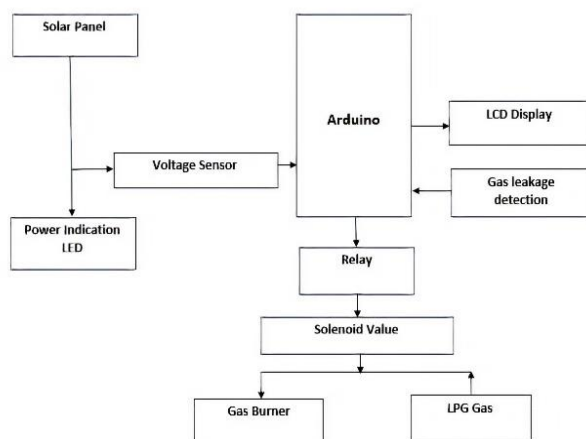 Solar Panel
Arduino
LCD Display
Voltage Sensor
Gas leakage
detection
Power Indication
LED
Relay
Solenoid Value
Gas Burner
LPG Gas